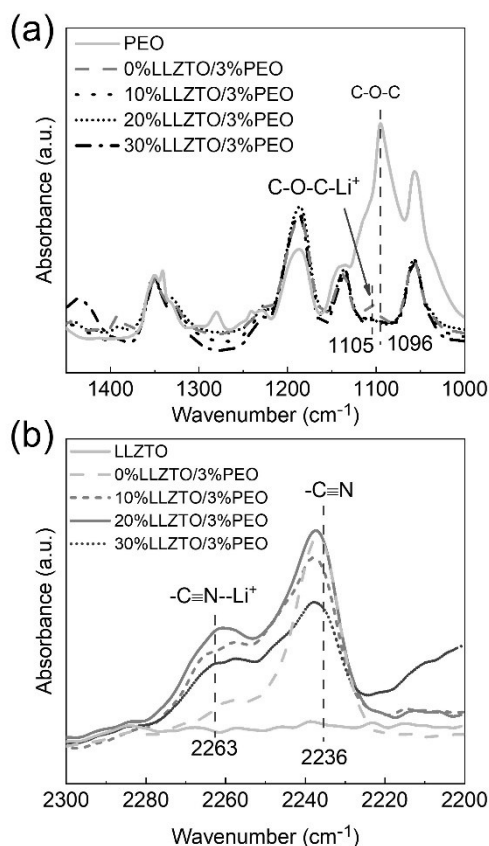 (a)
PEO
0%LLZTO/3%PEO
10%LLZTO/3%PEO
20%LLZTO/3%PEO
30%LLZTO/3%PEO
C-O-C
C-O-C-Li⁺
1105
1096
Absorbance (a.u.)
1400 1300 1200 1100 1000
Wavenumber (cm⁻¹)
(b)
LLZTO
0%LLZTO/3%PEO
10%LLZTO/3%PEO
20%LLZTO/3%PEO
30%LLZTO/3%PEO
-C≡N
-C≡N--Li⁺
2263
2236
Absorbance (a.u.)
2300 2280 2260 2240 2220 2200
Wavenumber (cm⁻¹)